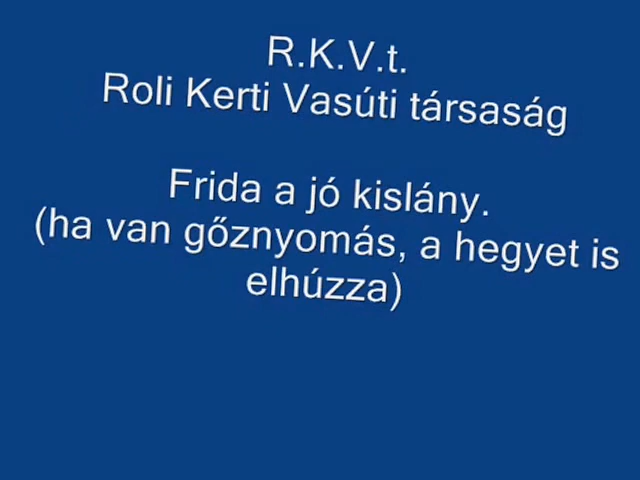 R.K.V.t.
Roli Kerti Vasúti társaság
Frida a jó kislány.
(ha van gőznyomás, a hegyet is
elhúzza)